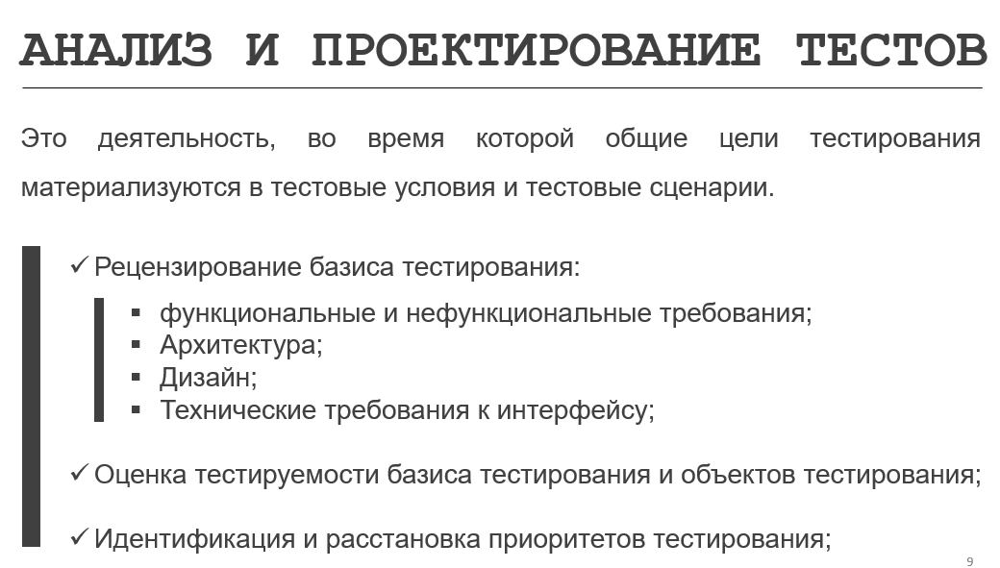 АНАЛИЗ И ПРОЕКТИРОВАНИЕ ТЕСТОВ
Это деятельность, во время которой общие цели тестирования
материализуются в тестовые условия и тестовые сценарии.
✓ Рецензирование базиса тестирования:
▪ функциональные и нефункциональные требования;
▪ Архитектура;
▪ Дизайн;
▪ Технические требования к интерфейсу;
✓ Оценка тестируемости базиса тестирования и объектов тестирования;
✓ Идентификация и расстановка приоритетов тестирования;
9